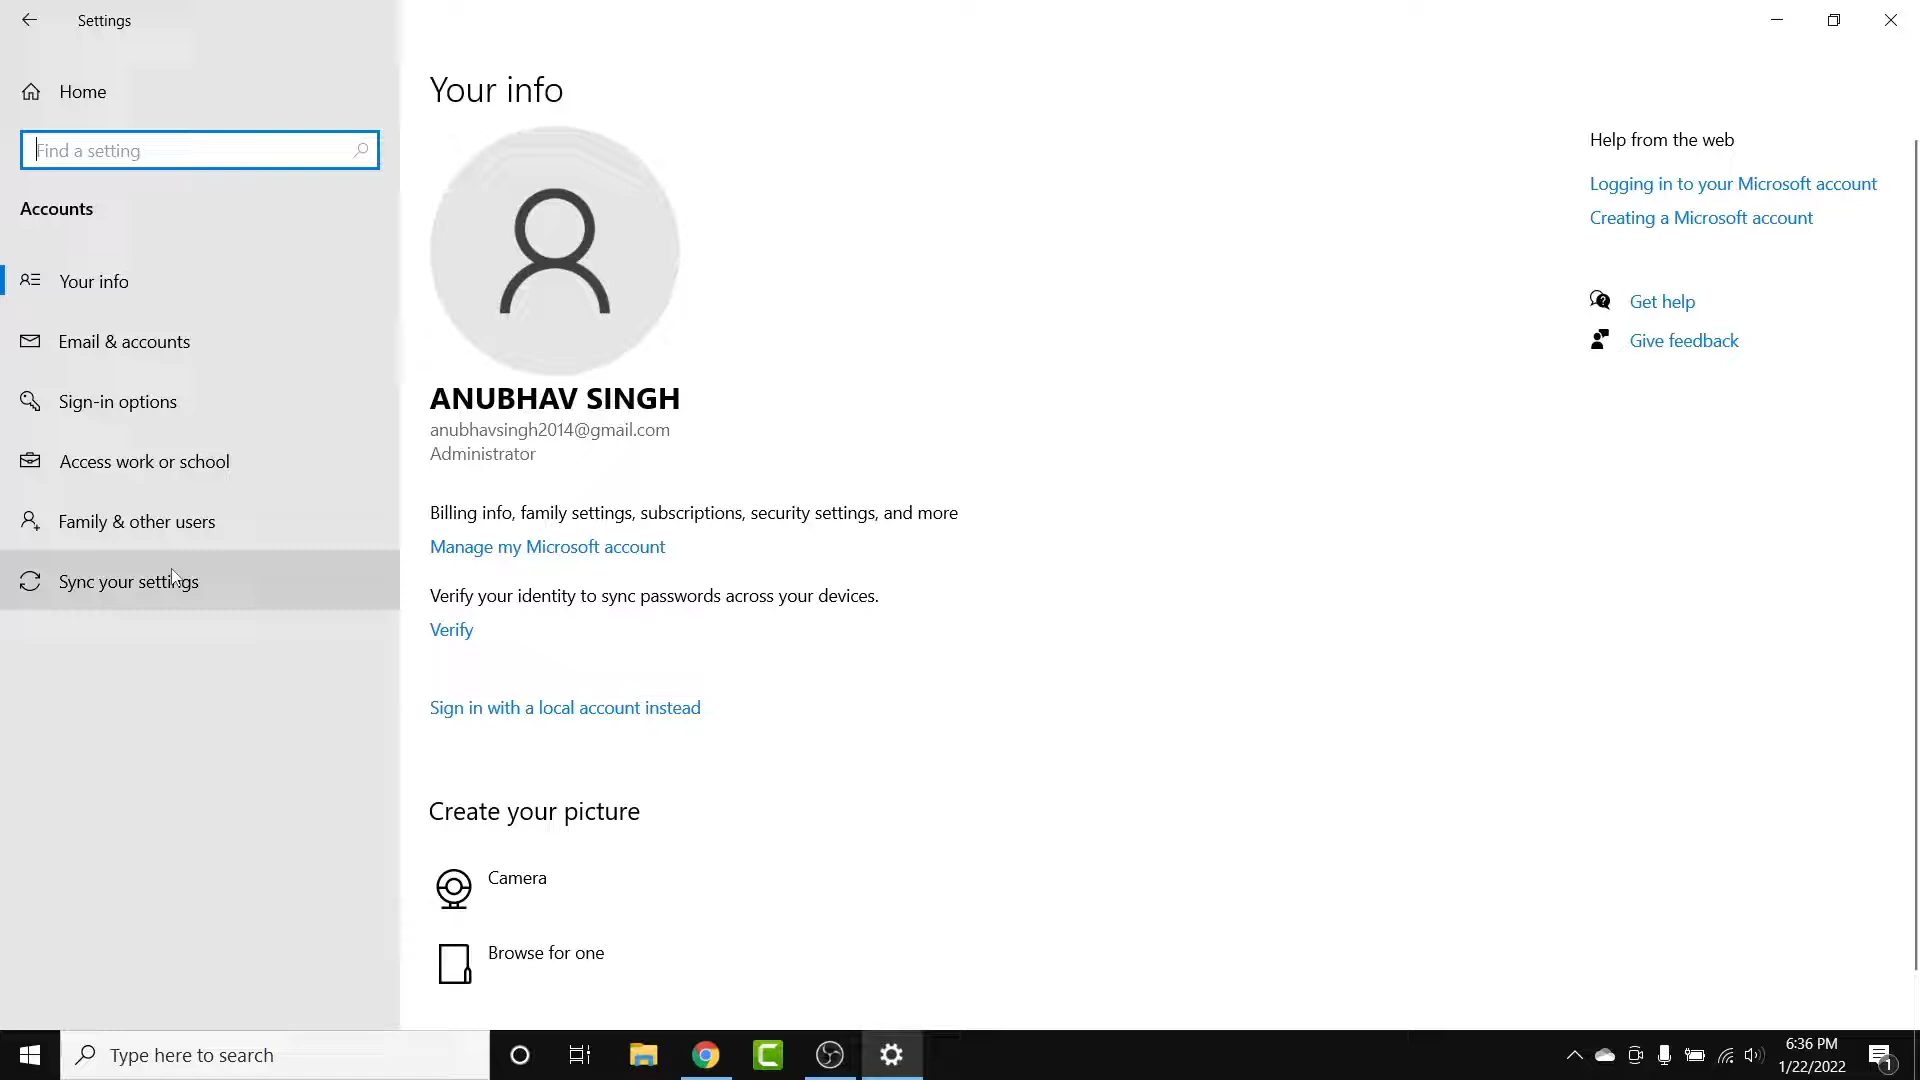 Settings
Home
Find a setting
Accounts
Your info
Email & accounts
Sign-in options
Access work or school
Family & other users
Sync your settings
Your info
ANUBHAV SINGH
anubhavsingh2014@gmail.com
Administrator
Billing info, family settings, subscriptions, security settings, and more
Manage my Microsoft account
Verify your identity to sync passwords across your devices.
Verify
Sign in with a local account instead
Create your picture
Camera
Browse for one
Help from the web
Logging in to your Microsoft account
Creating a Microsoft account
Get help
Give feedback
Type here to search
6:36 PM
1/22/2022
1